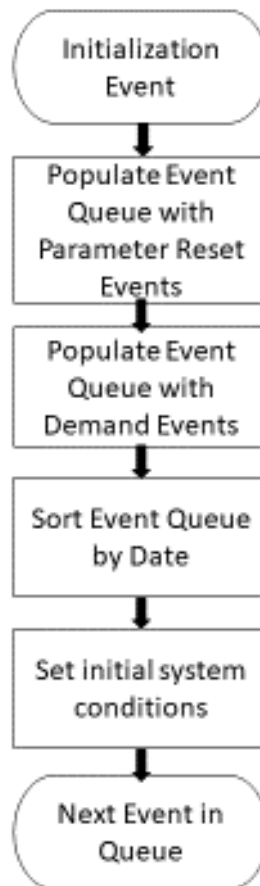 Initialization
Event
Populate Event
Queue with
Parameter Reset
Events
Populate Event
Queue with
Demand Events
Sort Event Queue
by Date
Set initial system
conditions
Next Event in
Queue